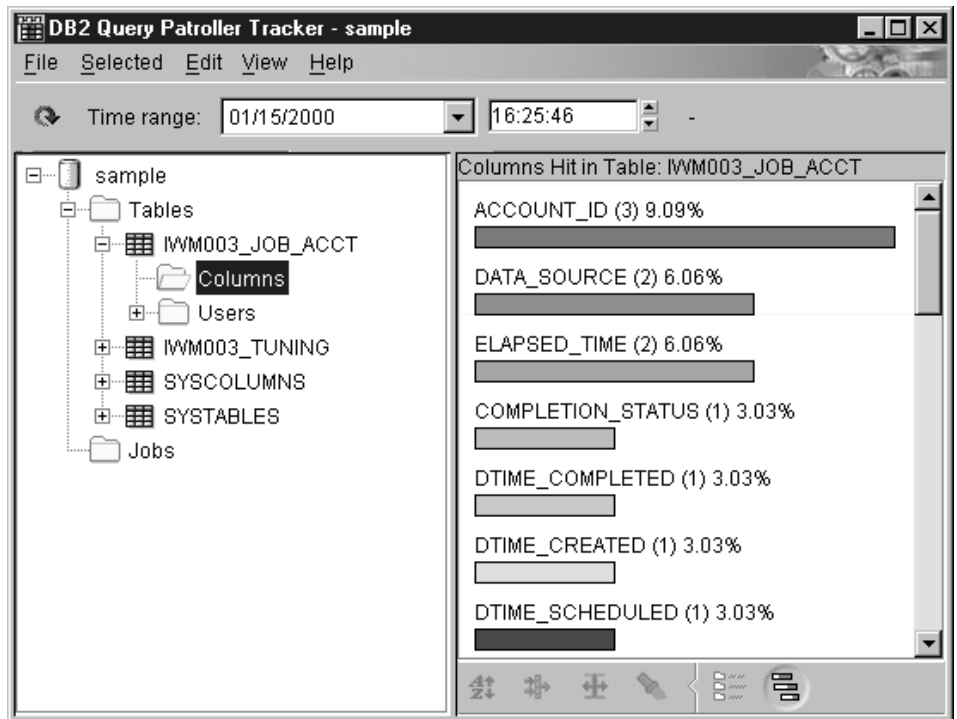 DB2 Query Patroller Tracker - sample
File Selected Edit View Help
Time range: 01/15/2000 16:25:46 -
sample
Tables
IWM003_JOB_ACCT
Columns
Users
IWM003_TUNING
SYSCOLUMNS
SYSTABLES
Jobs
Columns Hit in Table: IWM003_JOB_ACCT
ACCOUNT_ID (3) 9.09%
DATA_SOURCE (2) 6.06%
ELAPSED_TIME (2) 6.06%
COMPLETION_STATUS (1) 3.03%
DTIME_COMPLETED (1) 3.03%
DTIME_CREATED (1) 3.03%
DTIME_SCHEDULED (1) 3.03%